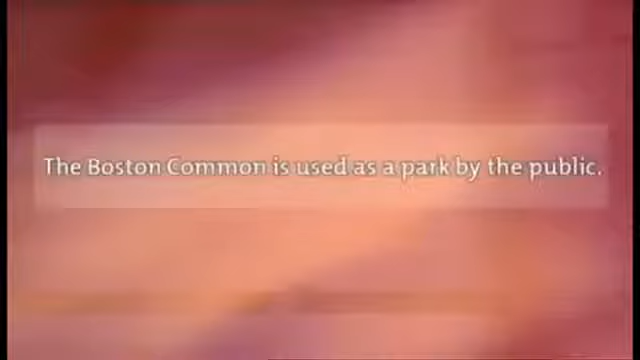 The Boston Common is used as a park by the public.